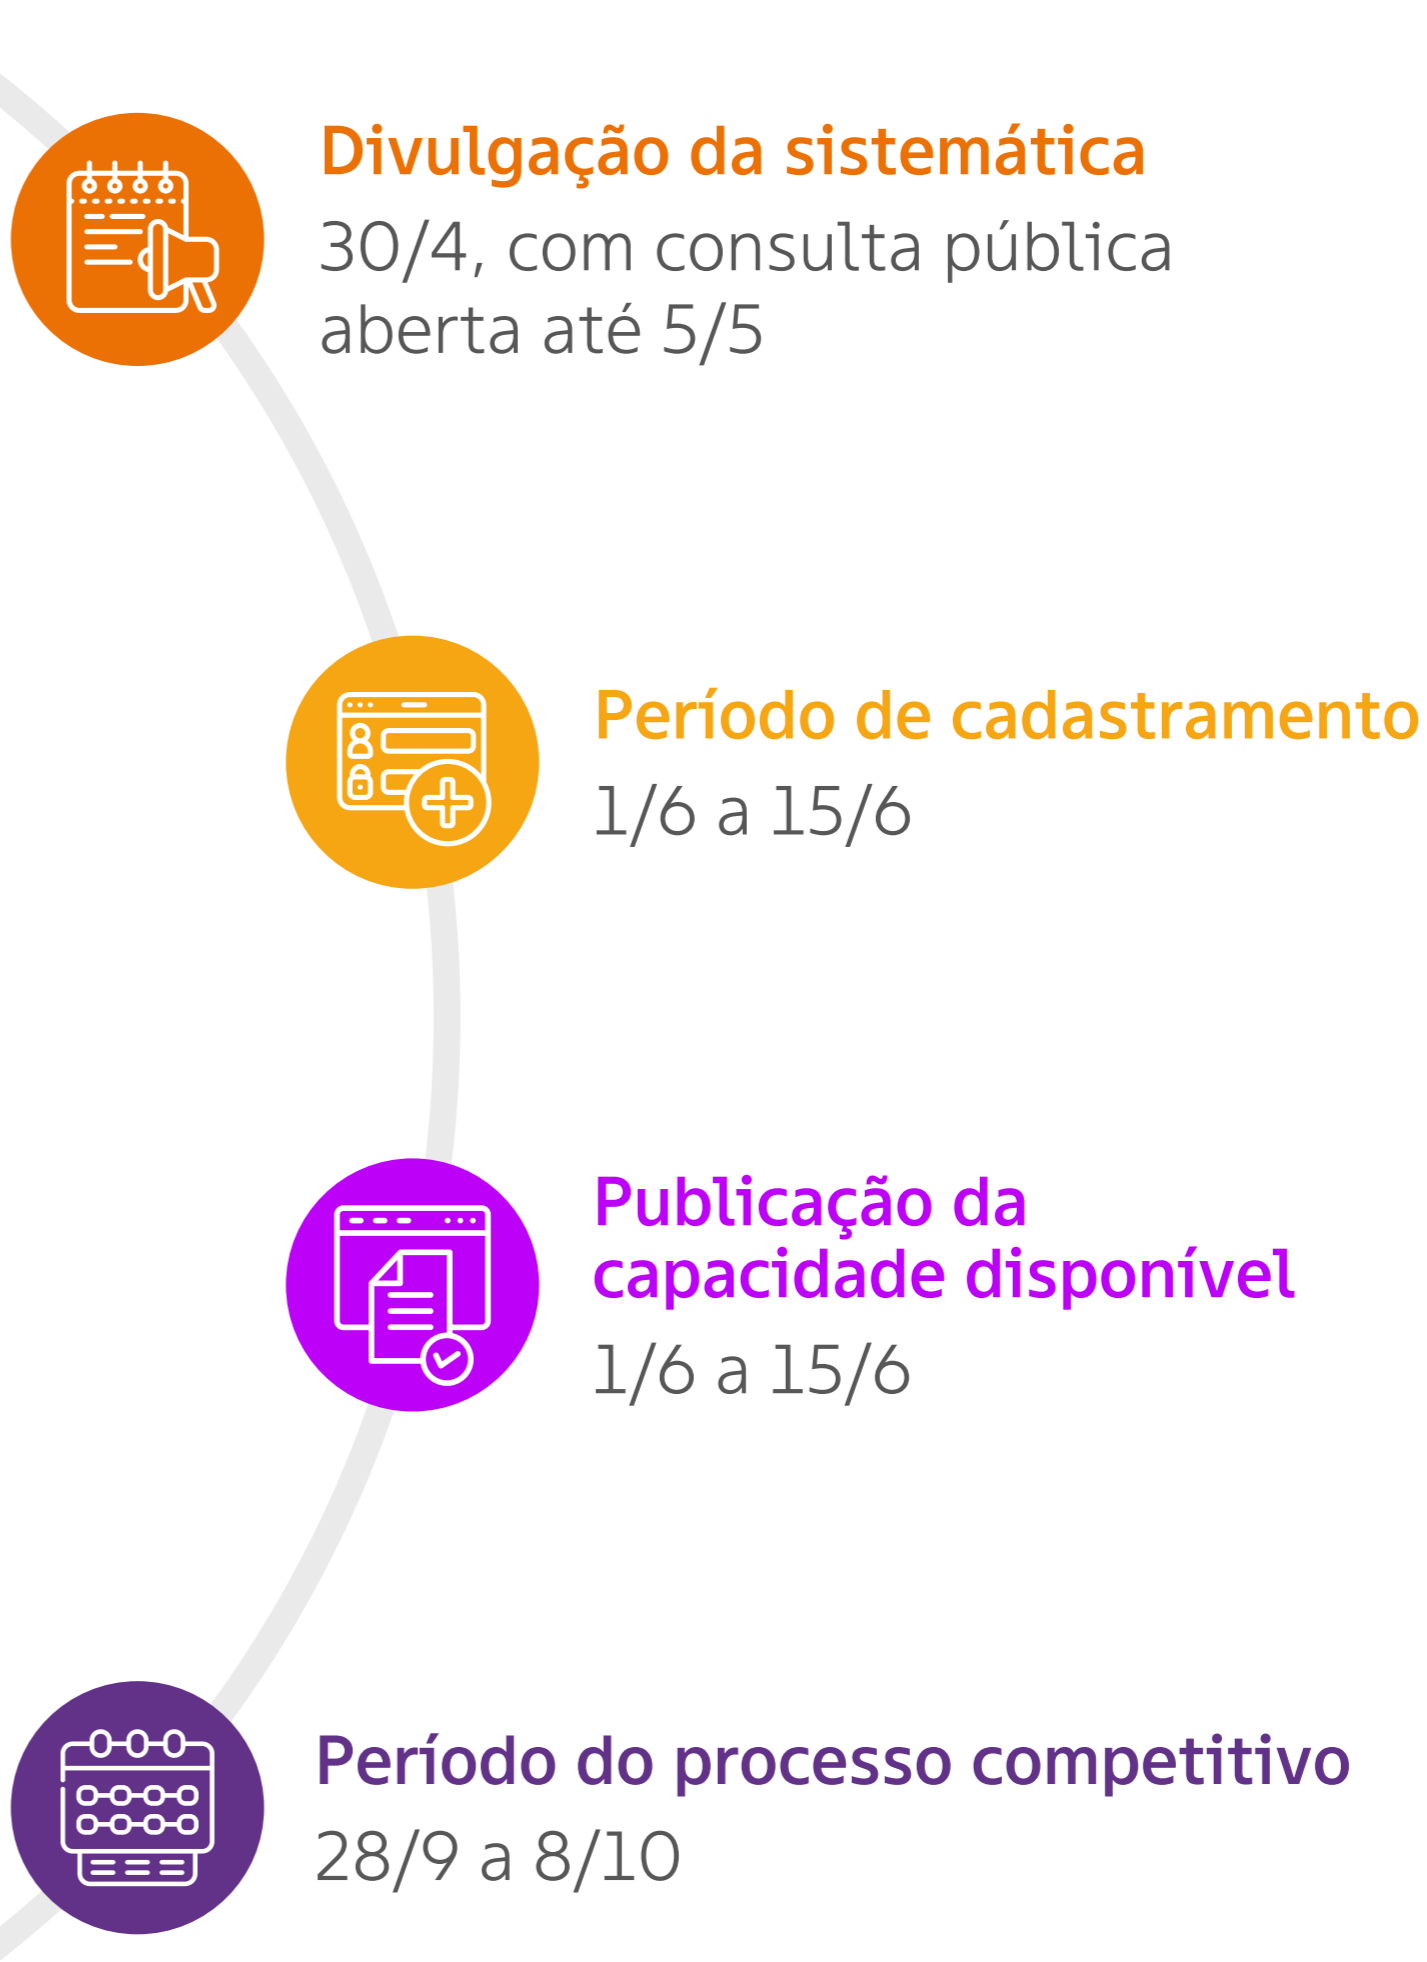 Divulgação da sistemática
30/4, com consulta pública
aberta até 5/5
Período de cadastramento
1/6 a 15/6
Publicação da
capacidade disponível
1/6 a 15/6
Período do processo competitivo
28/9 a 8/10